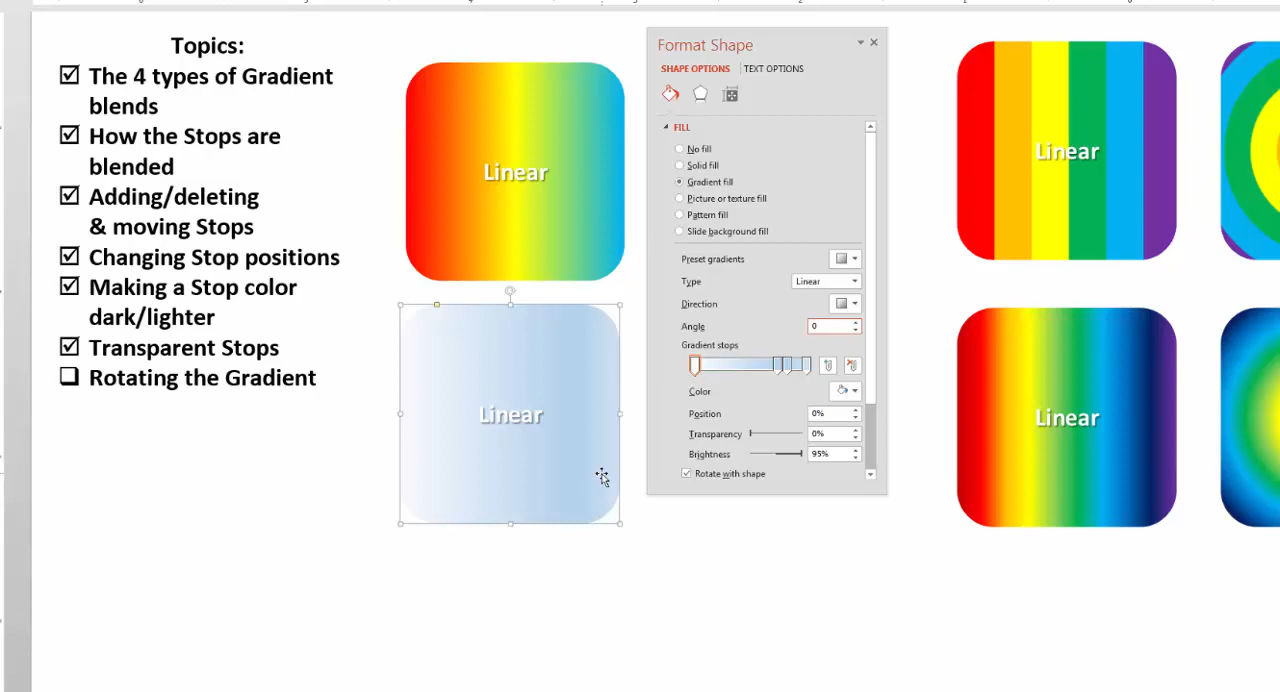 Topics:
The 4 types of Gradient
blends
How the Stops are
blended
Adding/deleting
& moving Stops
Changing Stop positions
Making a Stop color
dark/lighter
Transparent Stops
Rotating the Gradient
Linear
Linear
Format Shape
SHAPE OPTIONS
TEXT OPTIONS
FILL
No fill
Solid fill
Gradient fill
Picture or texture fill
Pattern fill
Slide background fill
Preset gradients
Type Linear
Direction
Angle 0
Gradient stops
Color
Position 0%
Transparency 0%
Brightness 95%
Rotate with shape
Linear
Linear